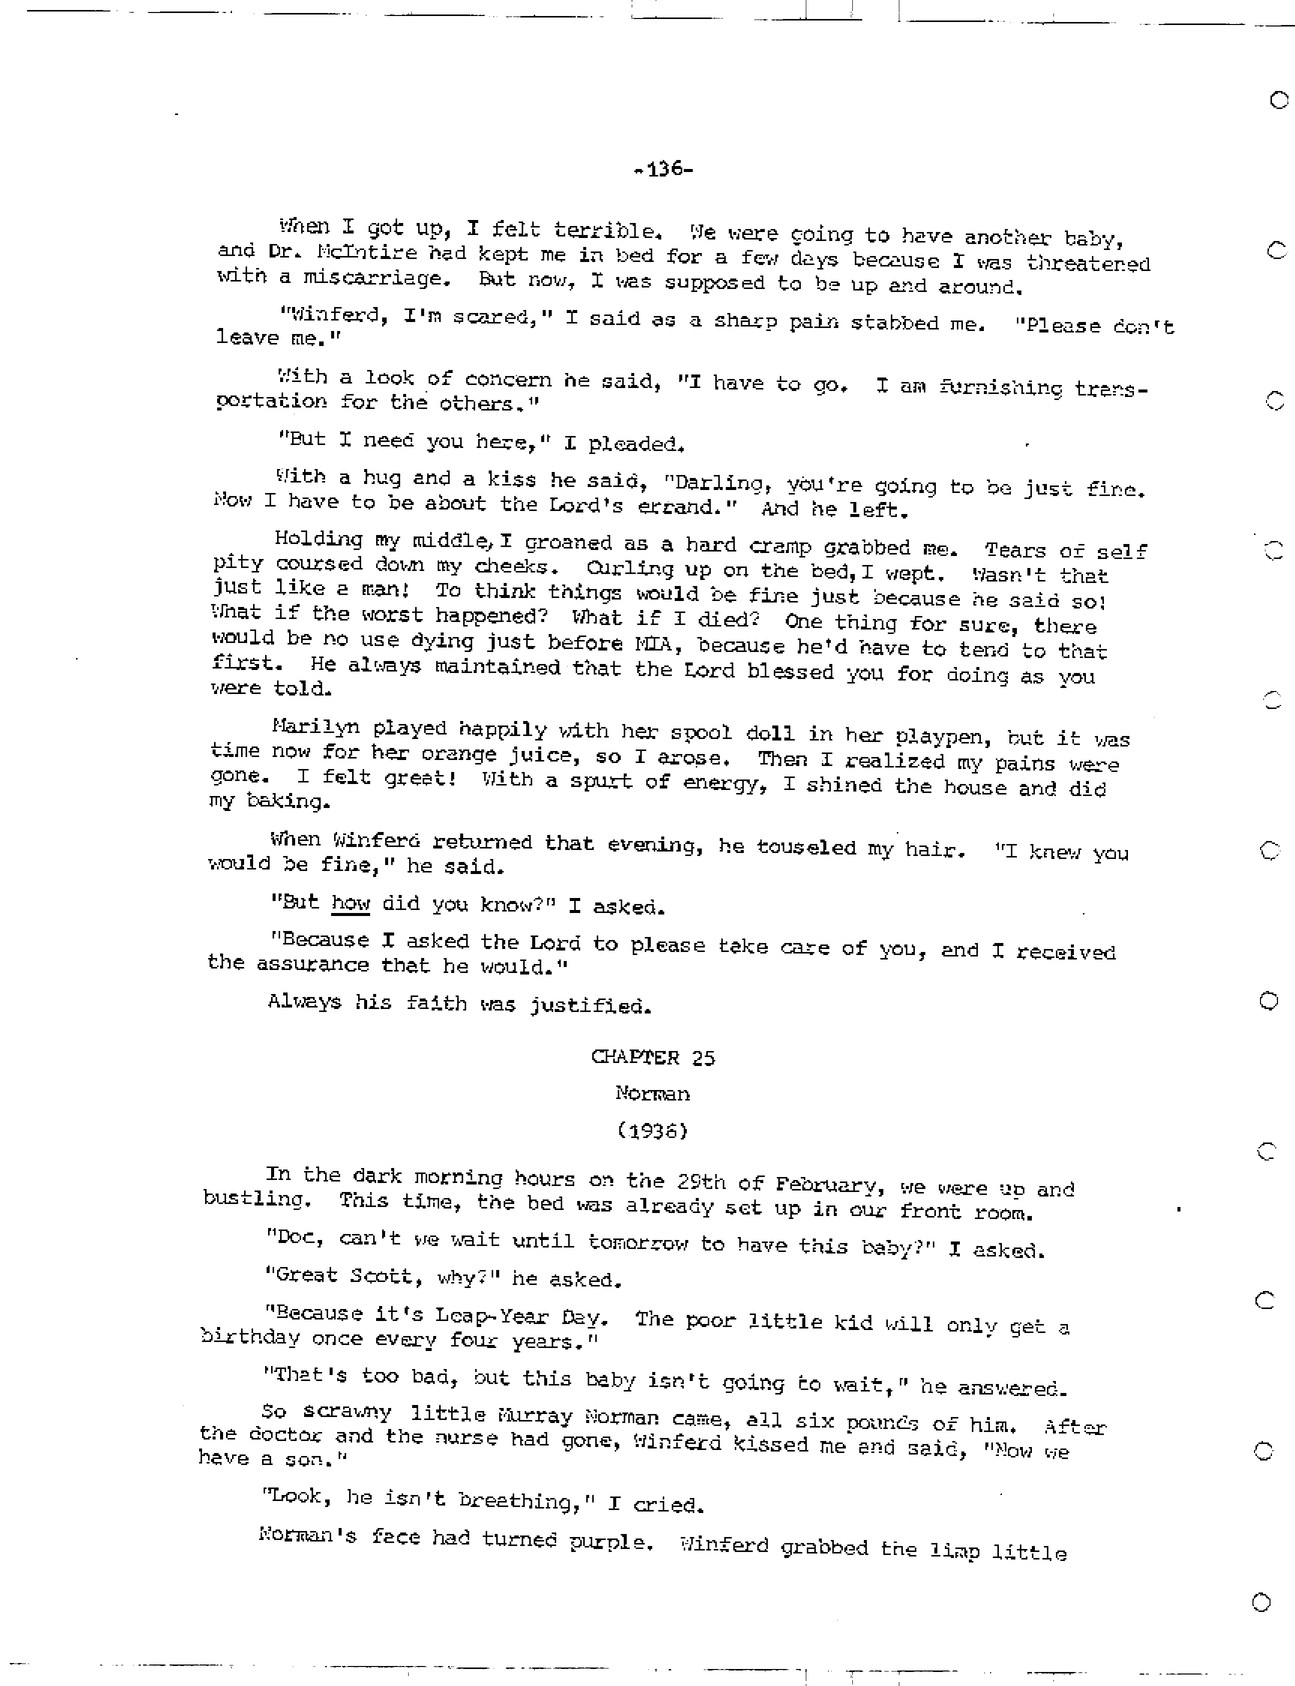 -136-
When I got up, I felt terrible. We were going to have another baby,
and Dr. McIntire had kept me in bed for a few days because I was threatened
with a miscarriage. But now, I was supposed to be up and around.
"Winferd, I'm scared," I said as a sharp pain stabbed me. "Please don't
leave me."
With a look of concern he said, "I have to go. I am furnishing trans-
portation for the others."
"But I need you here," I pleaded.
With a hug and a kiss he said, "Darling, you're going to be just fine.
Now I have to be about the Lord's errand." And he left.
Holding my middle, I groaned as a hard cramp grabbed me. Tears of self
pity coursed down my cheeks. Curling up on the bed, I wept. Wasn't that
just like a man! To think things would be fine just because he said so!
What if the worst happened? What if I died? One thing for sure, there
would be no use dying just before MIA, because he'd have to tend to that
first. He always maintained that the Lord blessed you for doing as you
were told.
Marilyn played happily with her spool doll in her playpen, but it was
time now for her orange juice, so I arose. Then I realized my pains were
gone. I felt great! With a spurt of energy, I shined the house and did
my baking.
When Winferd returned that evening, he touseled my hair. "I knew you
would be fine," he said.
"But how did you know?" I asked.
"Because I asked the Lord to please take care of you, and I received
the assurance that he would."
Always his faith was justified.
CHAPTER 25
Norman
(1936)
In the dark morning hours on the 29th of February, we were up and
bustling. This time, the bed was already set up in our front room.
"Doc, can't we wait until tomorrow to have this baby?" I asked.
"Great Scott, why?" he asked.
"Because it's Leap-Year Day. The poor little kid will only get a
birthday once every four years."
"That's too bad, but this baby isn't going to wait," he answered.
So scrawny little Murray Norman came, all six pounds of him. After
the doctor and the nurse had gone, Winferd kissed me and said, "Now we
have a son."
"Look, he isn't breathing," I cried.
Norman's face had turned purple. Winferd grabbed the limp little